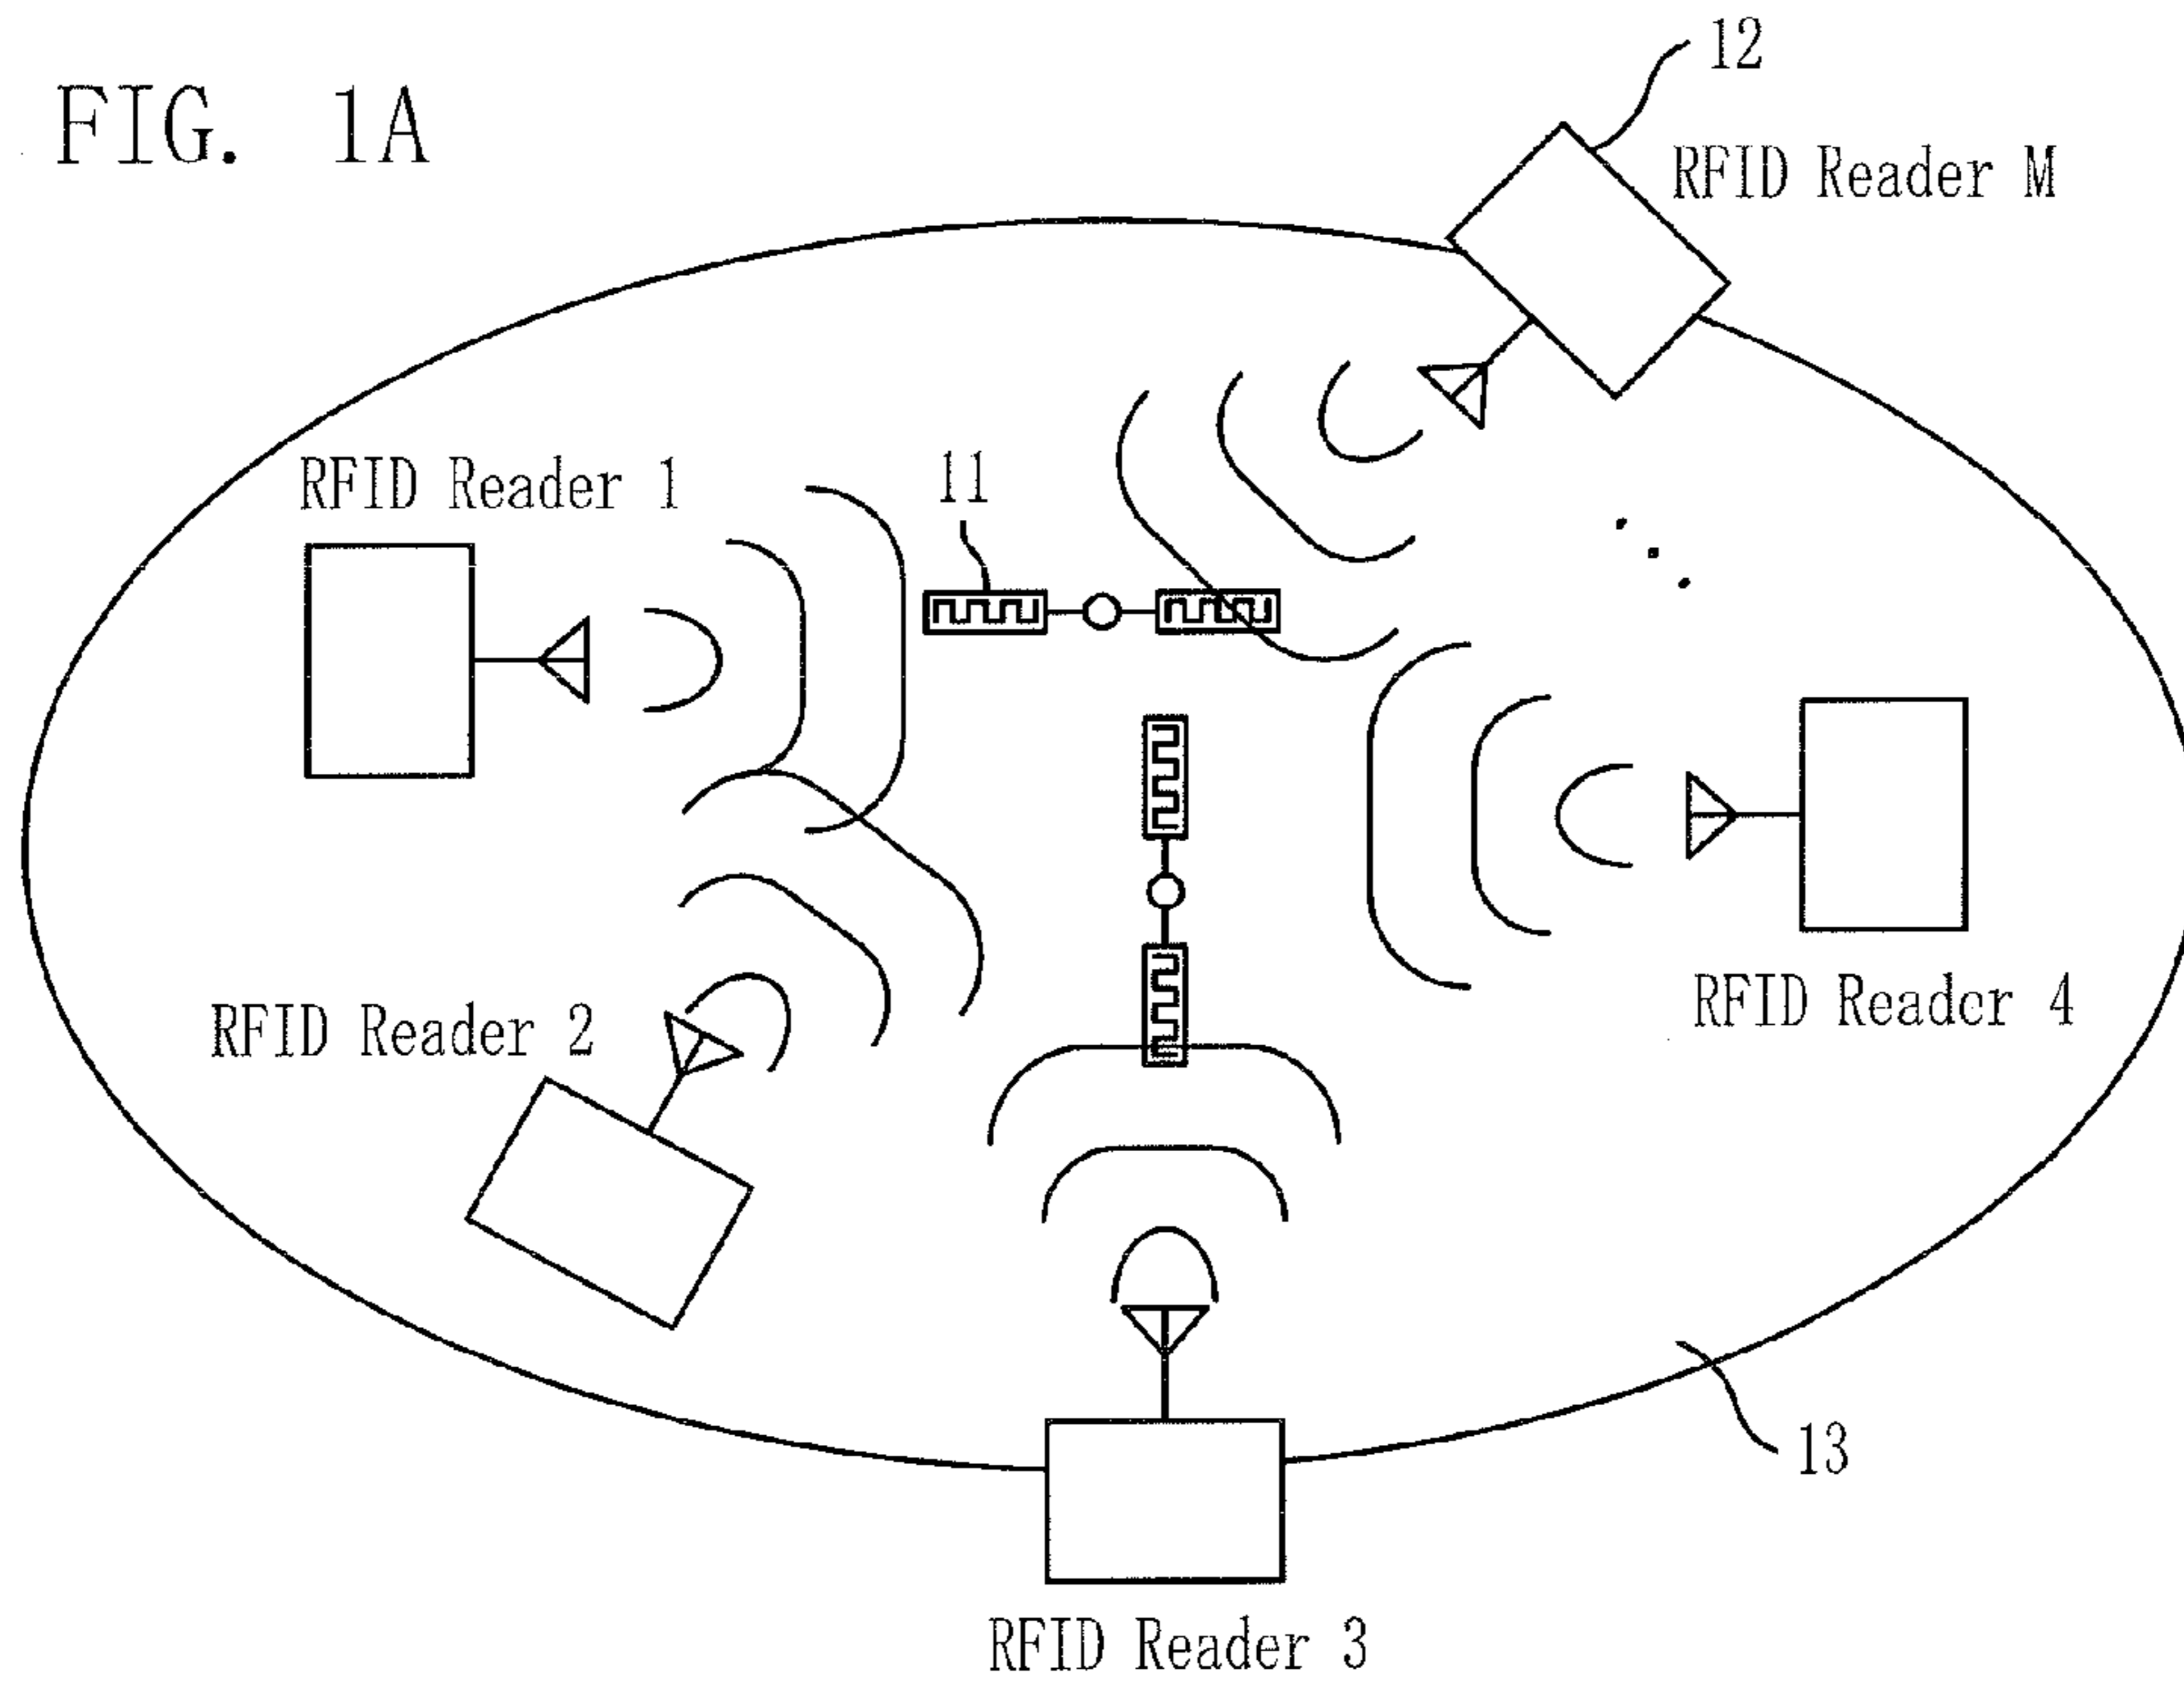 FIG. 1A
12
RFID Reader M
RFID Reader 1
11
RFID Reader 2
RFID Reader 4
13
RFID Reader 3